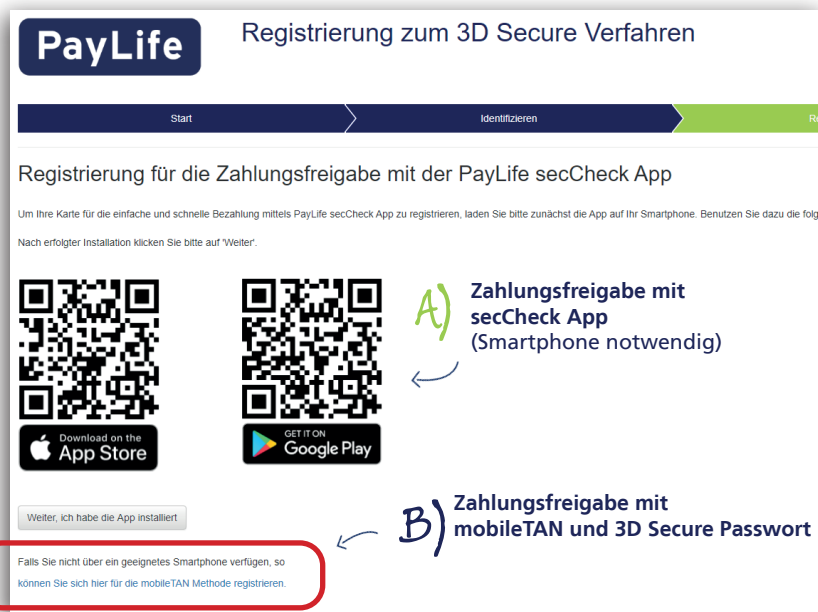 PayLife
Registrierung zum 3D Secure Verfahren
Start
Identifizieren
Registrierung für die Zahlungsfreigabe mit der PayLife secCheck App
Um Ihre Karte für die einfache und schnelle Bezahlung mittels PayLife secCheck App zu registrieren, laden Sie bitte zunächst die App auf Ihr Smartphone. Benutzen Sie dazu die
Nach erfolgter Installation klicken Sie bitte auf 'Weiter'.
A)
Zahlungsfreigabe mit
secCheck App
(Smartphone notwendig)
Download on the
App Store
GET IT ON
Google Play
Weiter, ich habe die App installiert
B)
Zahlungsfreigabe mit
mobileTAN und 3D Secure Passwort
Falls Sie nicht über ein geeignetes Smartphone verfügen, so
können Sie sich hier für die mobileTAN Methode registrieren.